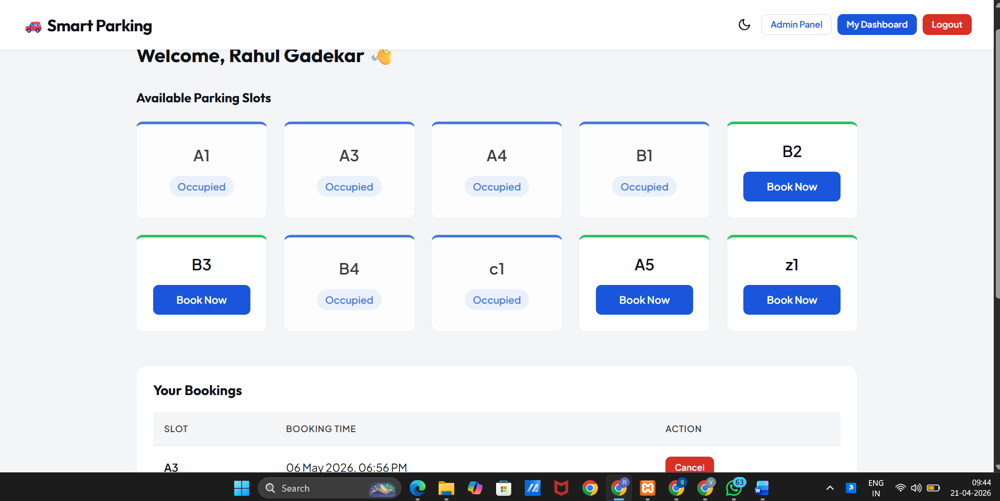 Smart Parking
Admin Panel
My Dashboard
Logout
Welcome, Rahul Gadekar
Available Parking Slots
A1
Occupied
A3
Occupied
A4
Occupied
B1
Occupied
B2
Book Now
B3
Book Now
B4
Occupied
c1
Occupied
A5
Book Now
z1
Book Now
Your Bookings
SLOT
BOOKING TIME
ACTION
A3
06 May 2026, 06:56 PM
Cancel
Search
R
g
V
63
W
ENG
IN
09:44
21-04-2026